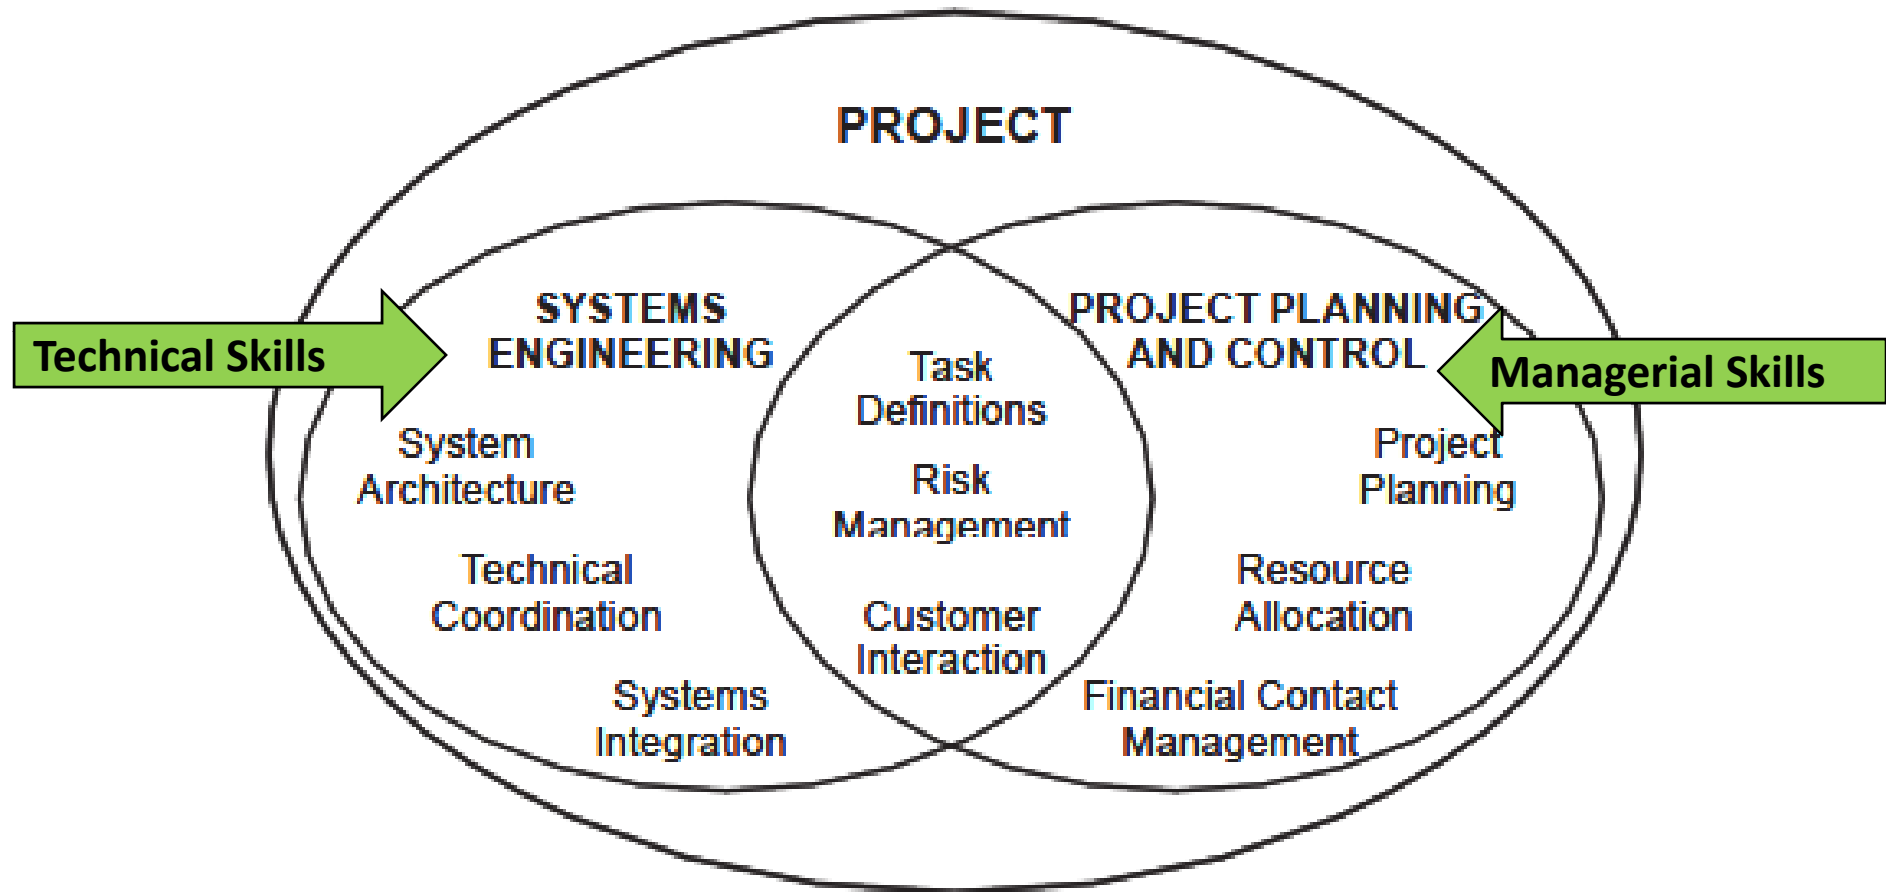 PROJECT
SYSTEMS
ENGINEERING
PROJECT PLANNING
AND CONTROL
Technical Skills
Managerial Skills
Task
Definitions
System
Architecture
Project
Planning
Risk
Management
Technical
Coordination
Resource
Allocation
Customer
Interaction
Systems
Integration
Financial Contact
Management